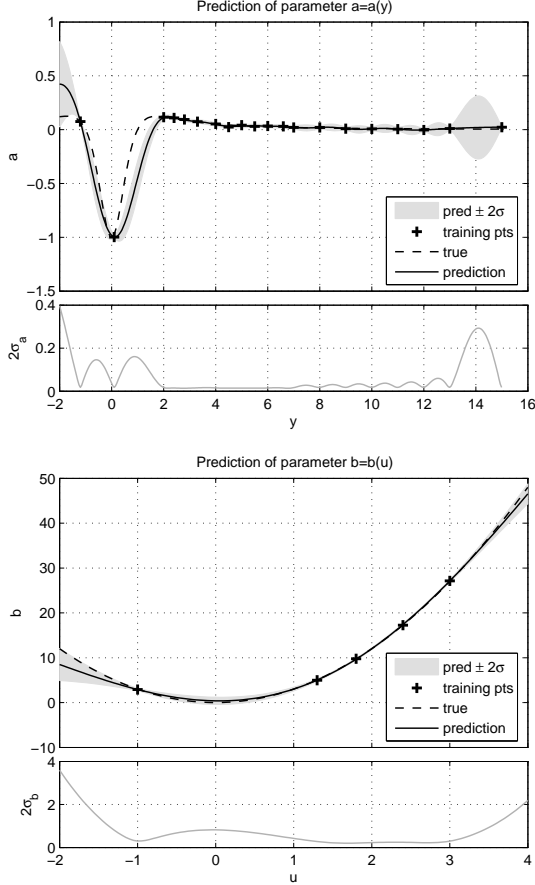 Prediction of parameter a=a(y)
1
0.5
0
−0.5
−1
−1.5
a
pred ± 2σ
training pts
true
prediction
0.4
0.2
0
2σa
−2 0 2 4 6 8 10 12 14 16
y
Prediction of parameter b=b(u)
50
40
30
20
10
0
−10
b
pred ± 2σ
training pts
true
prediction
4
2
0
2σb
−2 −1 0 1 2 3 4
u